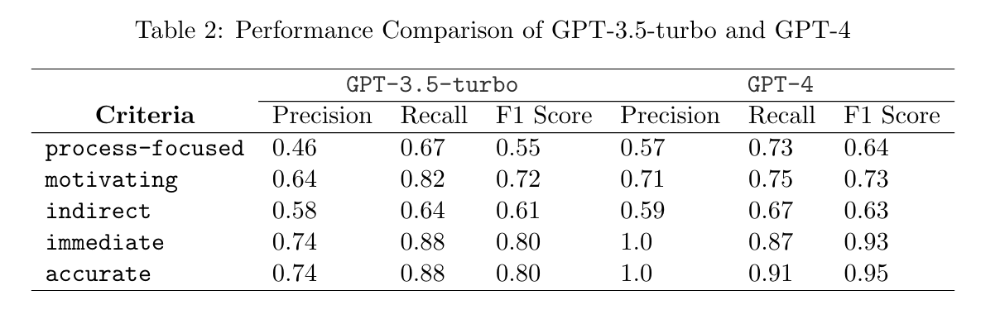 Table 2: Performance Comparison of GPT-3.5-turbo and GPT-4
GPT-3.5-turbo GPT-4
Criteria Precision Recall F1 Score Precision Recall F1 Score
process-focused 0.46 0.67 0.55 0.57 0.73 0.64
motivating 0.64 0.82 0.72 0.71 0.75 0.73
indirect 0.58 0.64 0.61 0.59 0.67 0.63
immediate 0.74 0.88 0.80 1.0 0.87 0.93
accurate 0.74 0.88 0.80 1.0 0.91 0.95